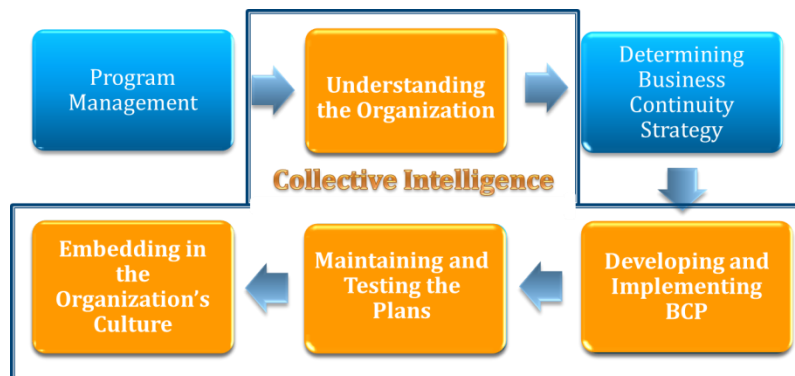 Program
Management
Understanding
the Organization
Determining
Business
Continuity
Strategy
Collective Intelligence
Embedding in
the
Organization's
Culture
Maintaining and
Testing the
Plans
Developing and
Implementing
BCP